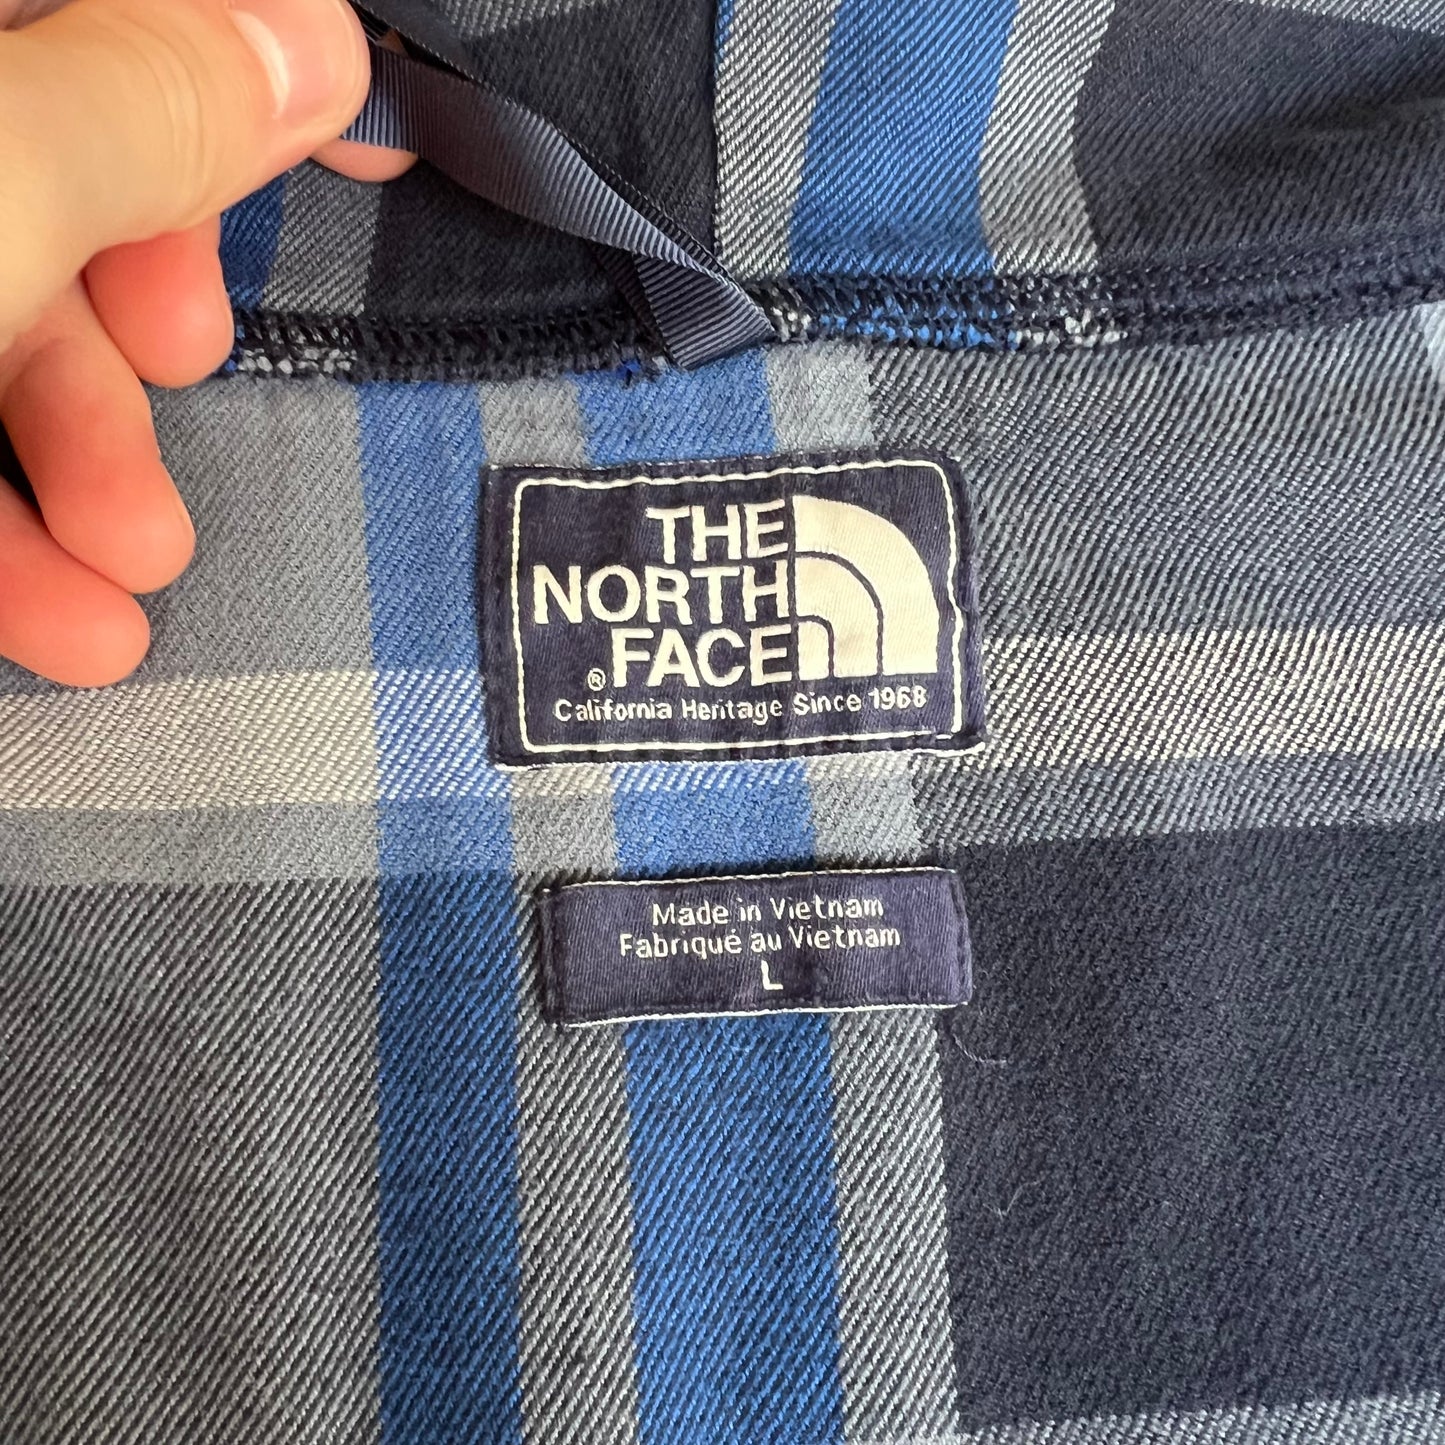 THE
NORTH
®FACE
California Heritage Since 1968
Made in Vietnam
Fabriqué au Vietnam
L